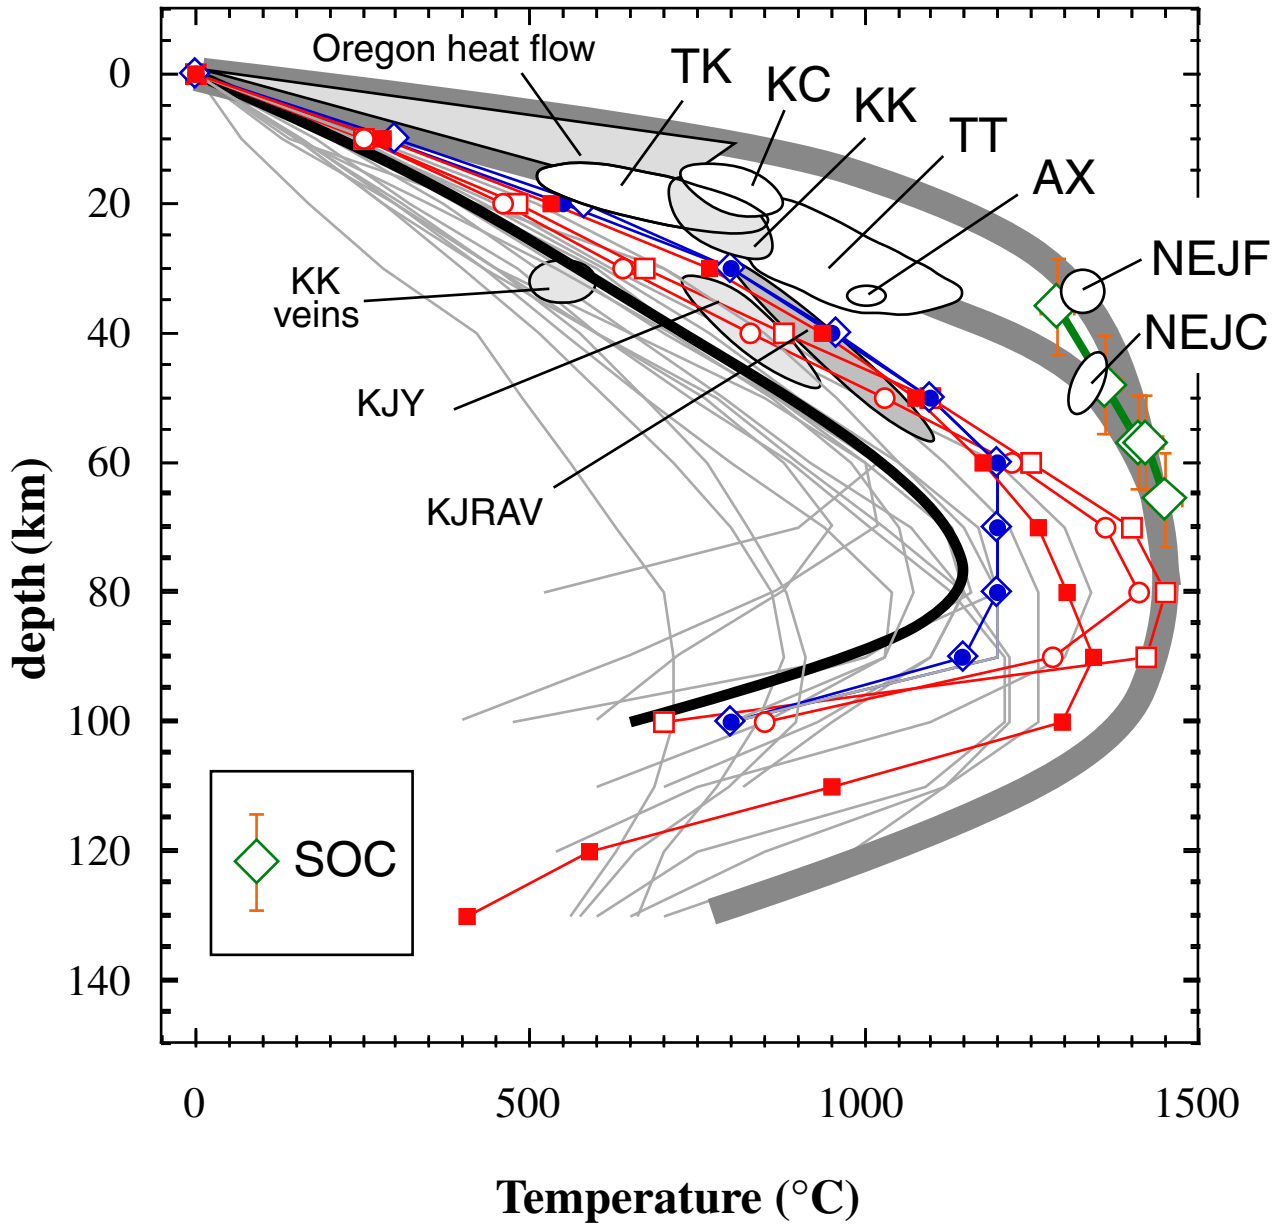 Oregon heat flow
TK
KC
KK
TT
AX
NEJF
NEJC
KK
veins
KJY
KJRAV
SOC
0
20
40
60
80
100
120
140
depth (km)
0
500
1000
1500
Temperature (°C)